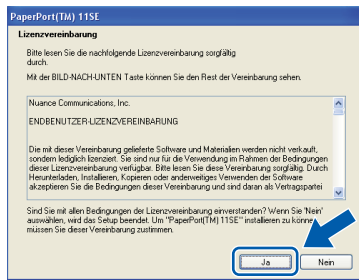 PaperPort(TM) 11SE
Lizenzvereinbarung
Bitte lesen Sie die nachfolgende Lizenzvereinbarung sorgfältig
durch.
Mit der BILD-NACH-UNTEN Taste können Sie den Rest der Vereinbarung sehen.
Nuance Communications, Inc.
ENDBENUTZER-LIZENZVEREINBARUNG
Die mit dieser Vereinbarung gelieferte Software und Materialien werden nicht verkauft,
sondern lediglich lizenziert. Sie sind nur für die Verwendung im Rahmen der Bedingungen
dieser Lizenzvereinbarung verfügbar. Bitte lesen Sie diese Vereinbarung sorgfältig. Durch
Herunterladen, Installieren, Kopieren oder anderweitiges Verwenden der Software
akzeptieren Sie die Bedingungen dieser Vereinbarung und sind daran als Vertragspartei
Sind Sie mit allen Bedingungen der Lizenzvereinbarung einverstanden? Wenn Sie 'Nein'
auswählen, wird das Setup beendet. Um "PaperPort(TM) 11SE" installieren zu könne
müssen Sie dieser Vereinbarung zustimmen.
Ja
Nein